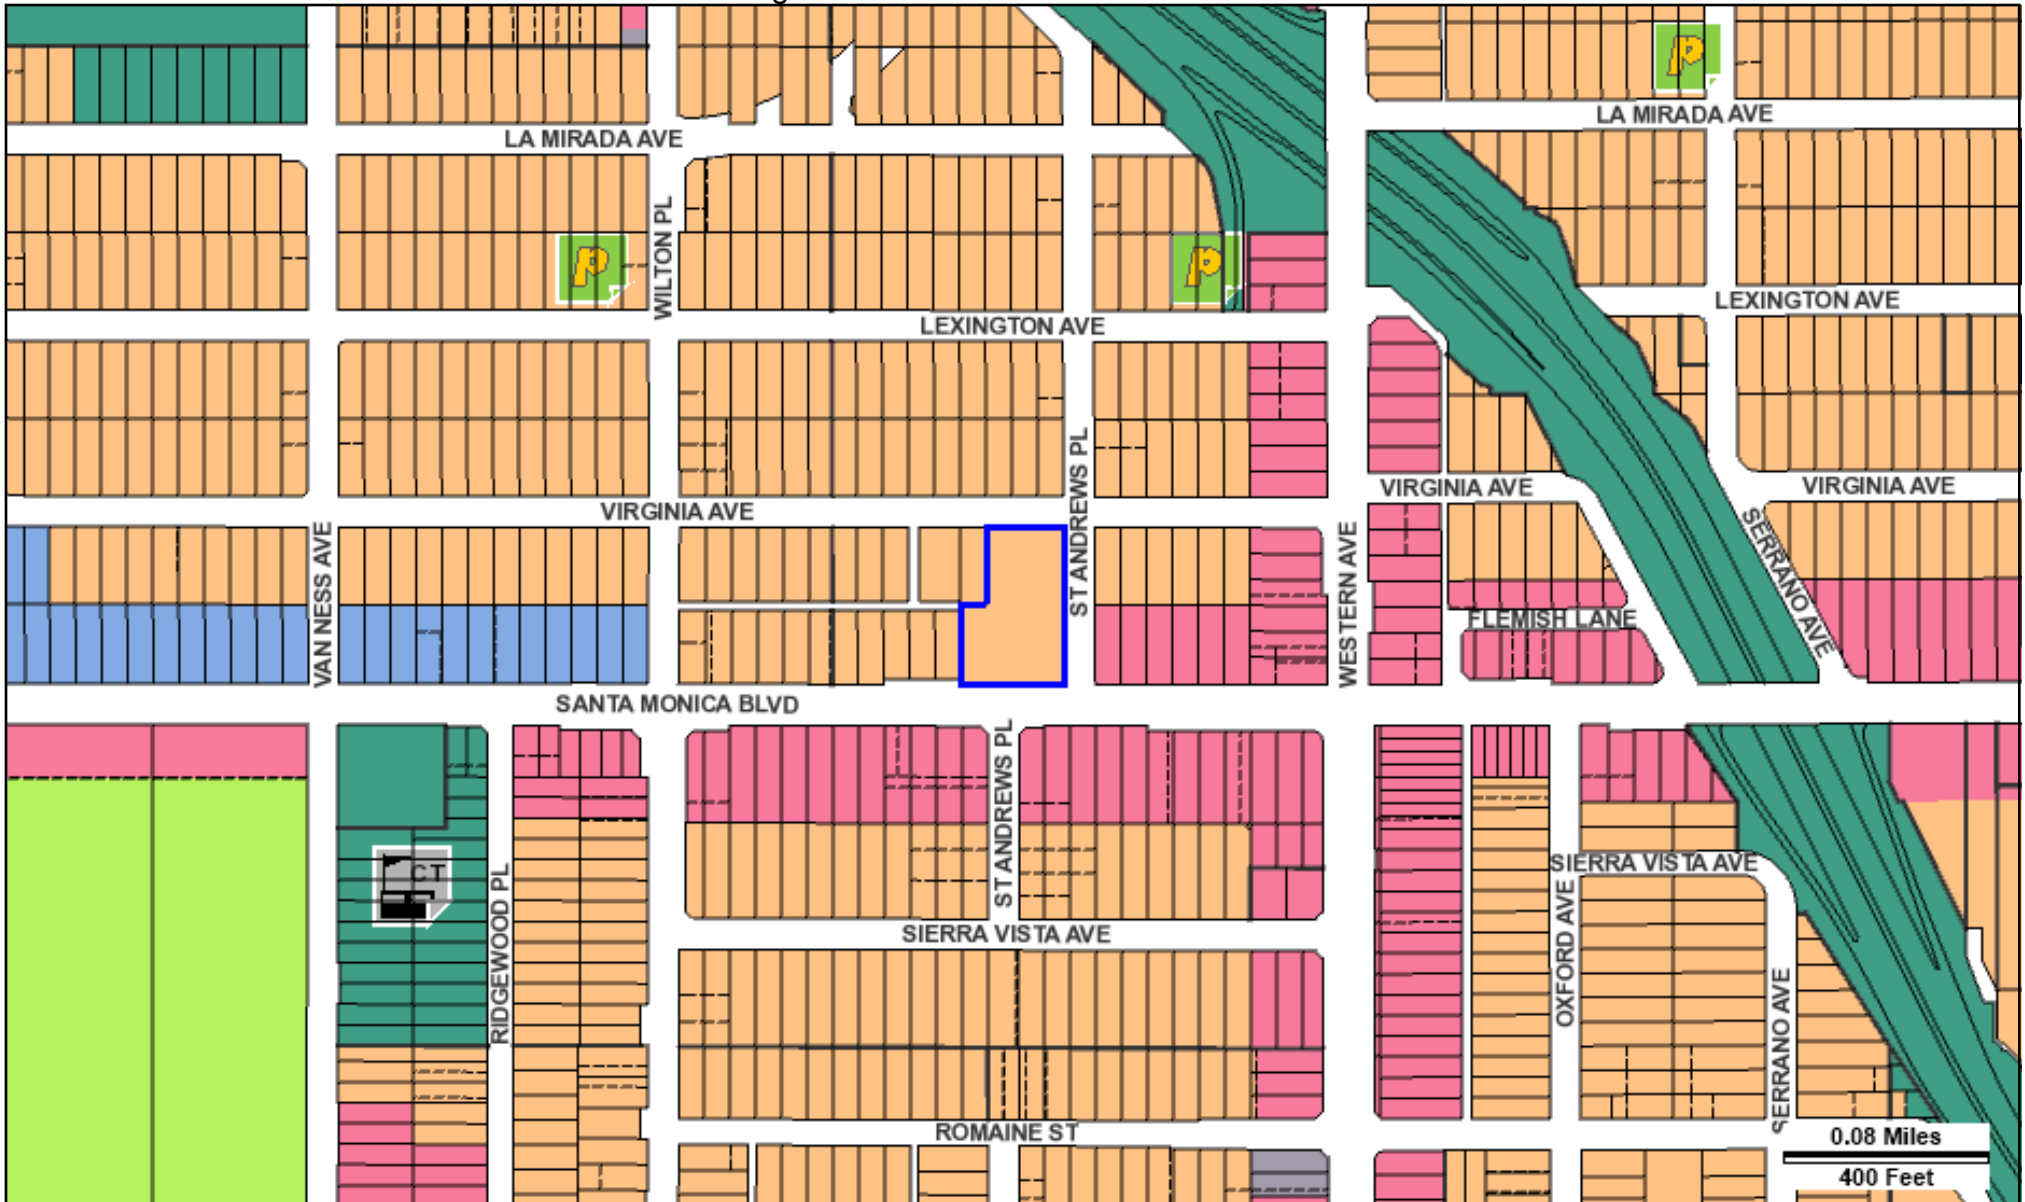 LA MIRADA AVE
LA MIRADA AVE
WILTON PL
LEXINGTON AVE
LEXINGTON AVE
ST ANDREWS PL
VIRGINIA AVE
VIRGINIA AVE
VIRGINIA AVE
VAN NESS AVE
WESTERN AVE
SERRANO AVE
FLEMISH LANE
SANTA MONICA BLVD
ST ANDREWS PL
CT
RIDGEWOOD PL
SIERRA VISTA AVE
SIERRA VISTA AVE
OXFORD AVE
SERRANO AVE
ROMAINE ST
0.08 Miles
400 Feet
P
P
P